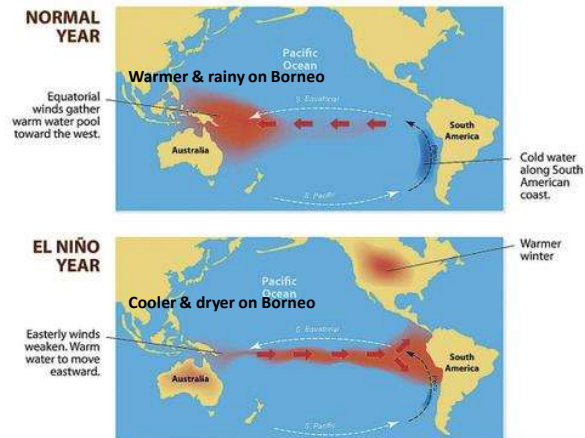 NORMAL
YEAR
Pacific
Ocean
Warmer & rainy on Borneo
Equatorial
winds gather
warm water pool
toward the west.
S. Equatorial
Australia
South
America
Peru
Cold water
along South
American
coast.
S. Pacific
EL NIÑO
YEAR
Warmer
winter
Pacific
Ocean
Cooler & dryer on Borneo
Easterly winds
weaken. Warm
water to move
eastward.
S. Equatorial
Australia
South
America
Peru
S. Pacific